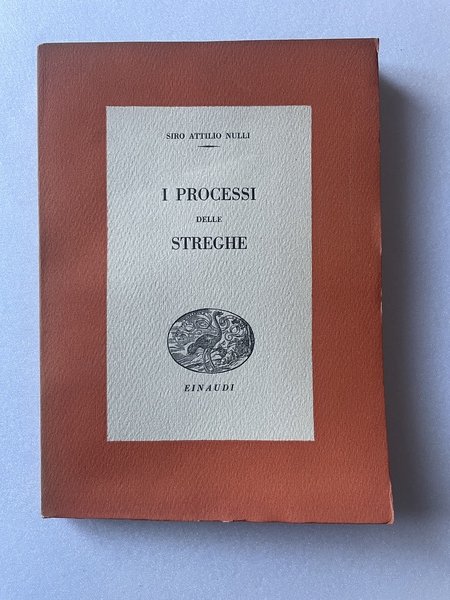 SIRO ATTILIO NULLI
I PROCESSI
DELLE
STREGHE
EINAUDI